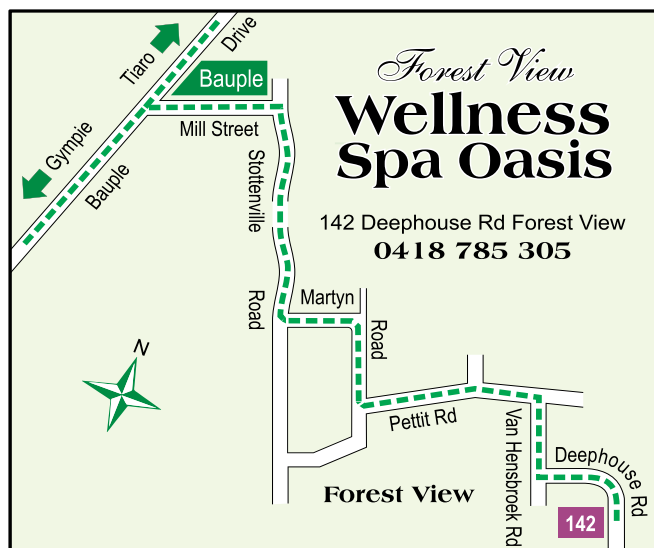 Forest View
Wellness
Spa Oasis
142 Deephouse Rd Forest View
0418 785 305
Tiaro
Drive
Bauple
Mill Street
Gympie
Bauple
Stottenville
Road
Martyn
Road
N
Pettit Rd
Van Hensbroek Rd
Deephouse Rd
Forest View
142